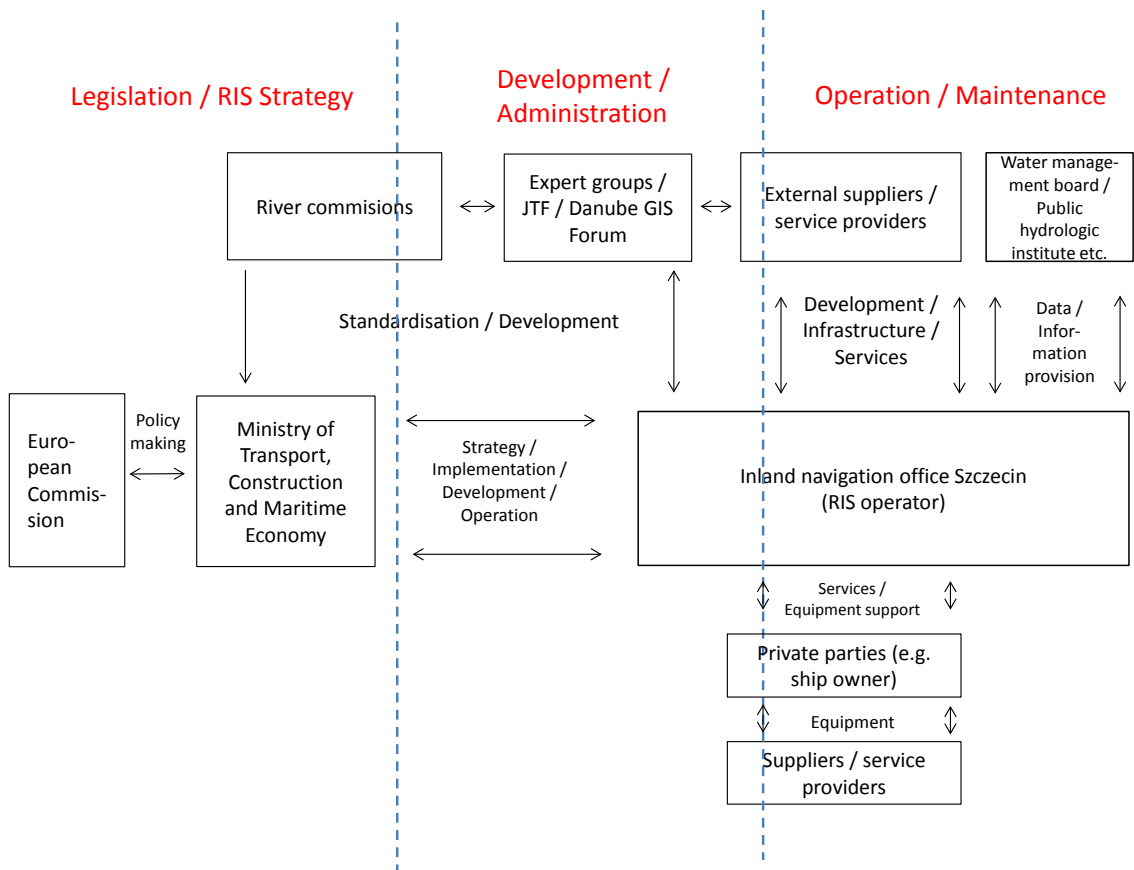 Legislation / RIS Strategy
Development /
Administration
Operation / Maintenance
River commisions
Expert groups /
JTF / Danube GIS
Forum
External suppliers /
service providers
Water manage-
ment board /
Public
hydrologic
institute etc.
Standardisation / Development
Development /
Infrastructure /
Services
Data /
Infor-
mation
provision
Euro-
pean
Commis-
sion
Policy
making
Ministry of
Transport,
Construction
and Maritime
Economy
Strategy /
Implementation /
Development /
Operation
Inland navigation office Szczecin
(RIS operator)
Services /
Equipment support
Private parties (e.g.
ship owner)
Equipment
Suppliers / service
providers